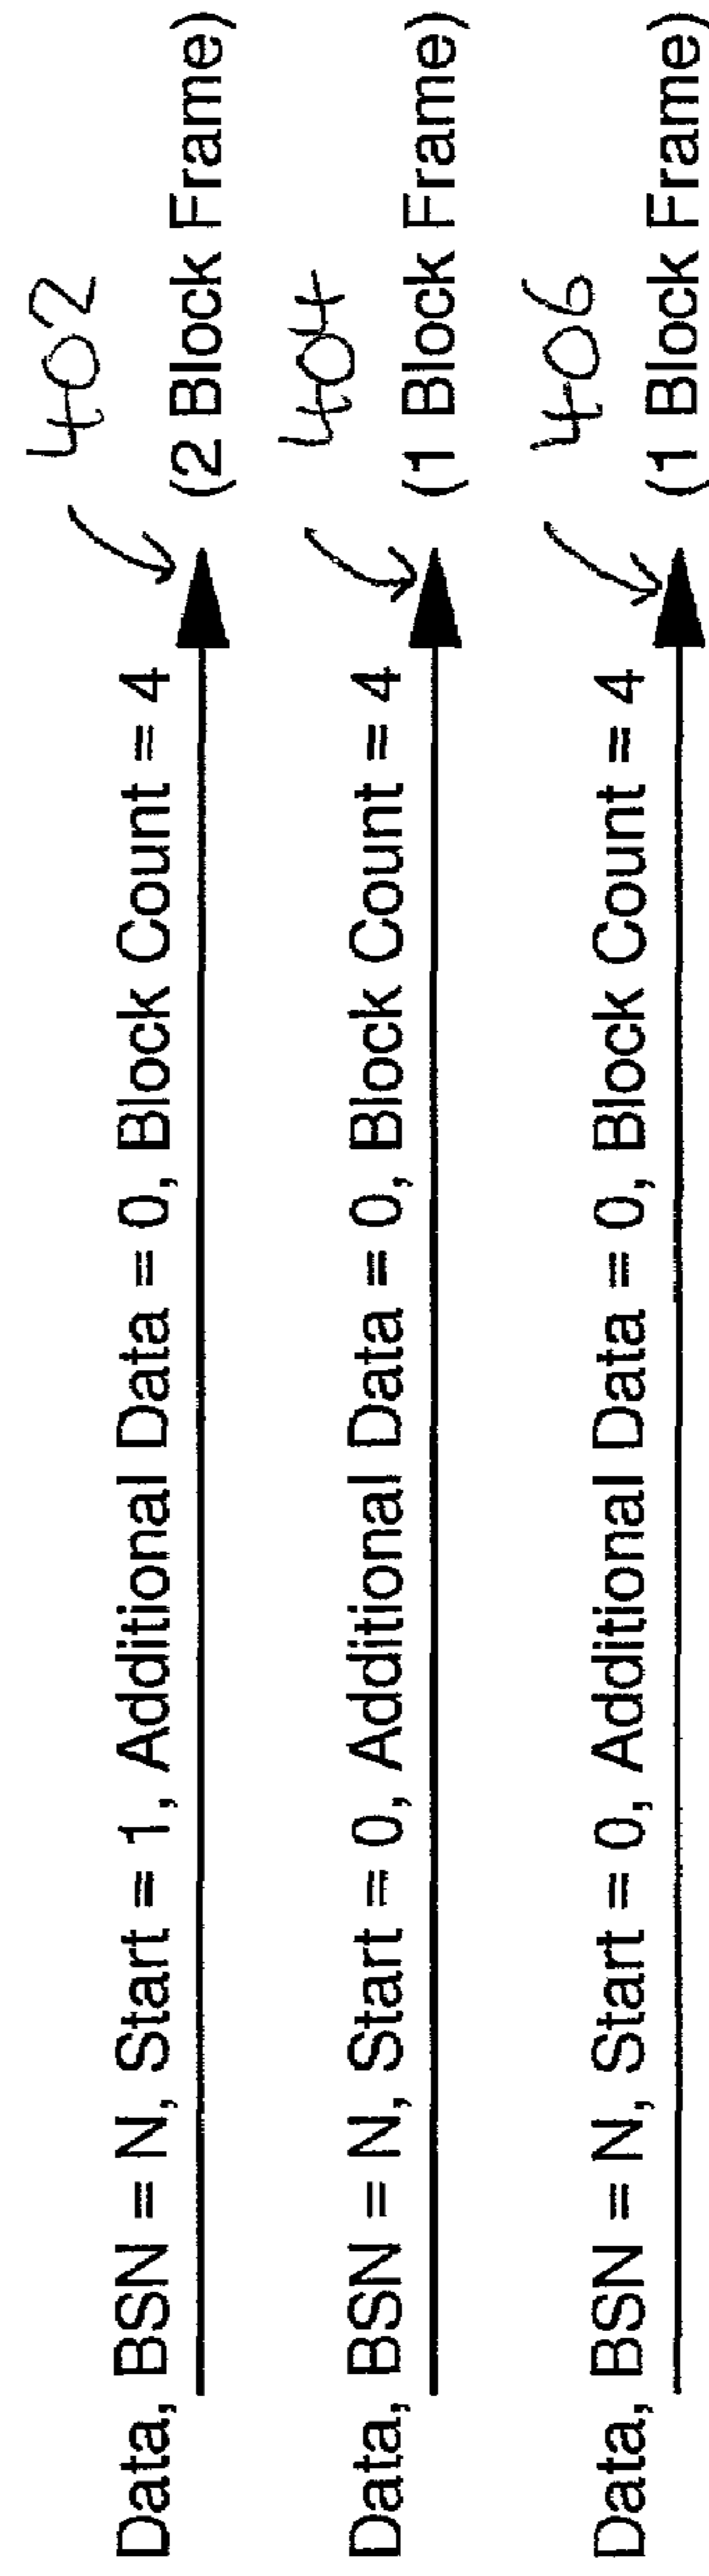 402
Data, BSN = N, Start = 1, Additional Data = 0, Block Count = 4 (2 Block Frame)
404
Data, BSN = N, Start = 0, Additional Data = 0, Block Count = 4 (1 Block Frame)
406
Data, BSN = N, Start = 0, Additional Data = 0, Block Count = 4 (1 Block Frame)